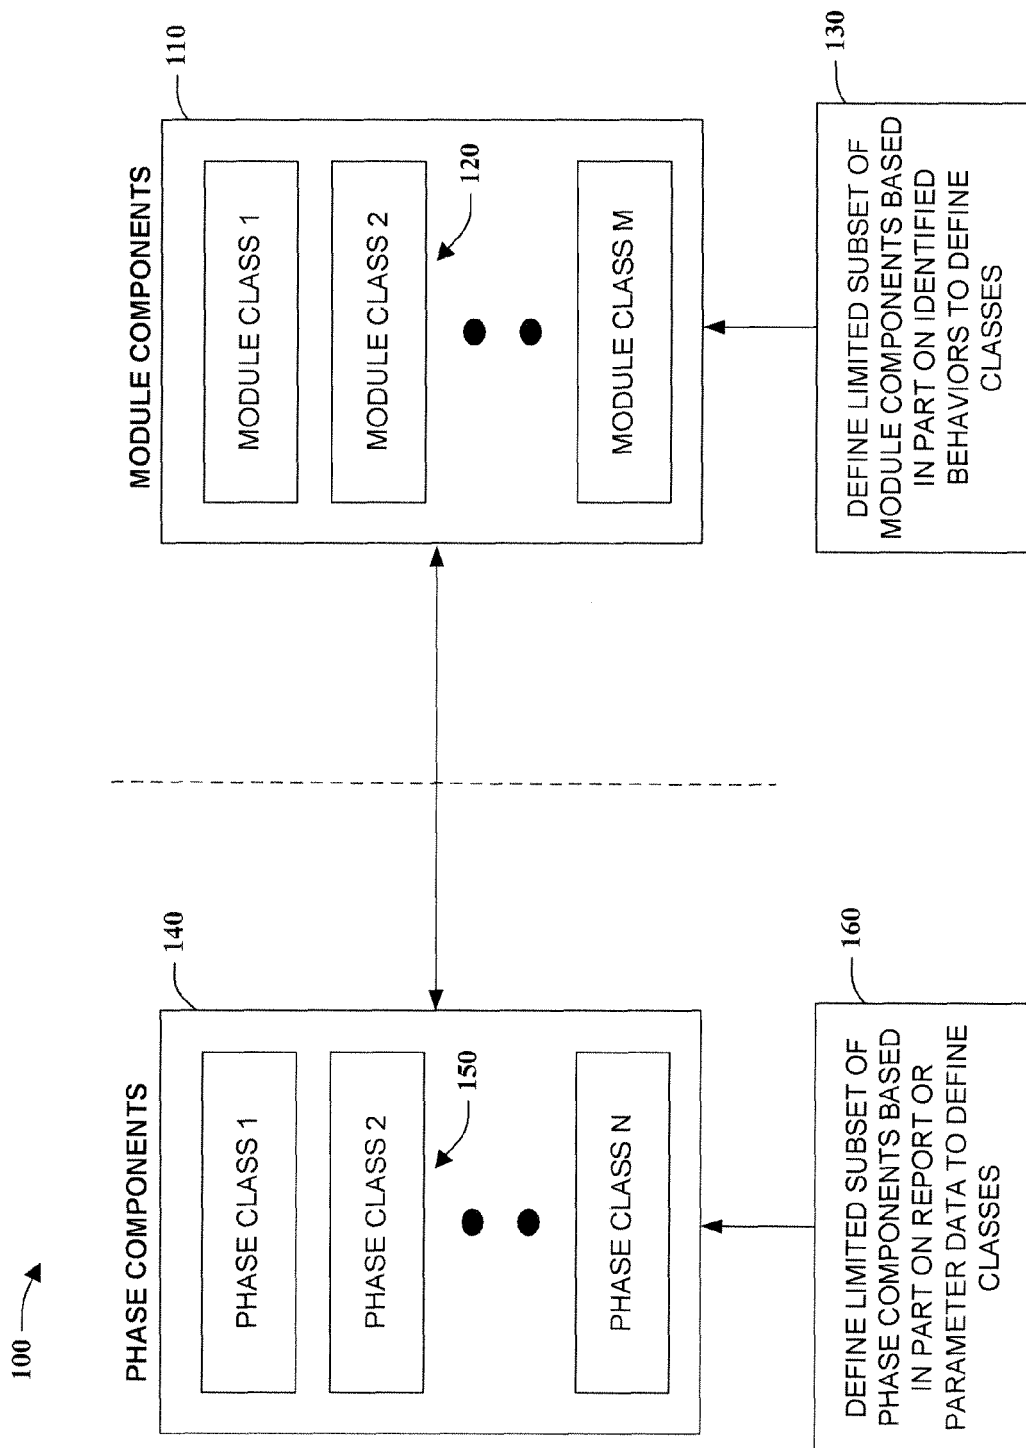 100
PHASE COMPONENTS
140
PHASE CLASS 1
PHASE CLASS 2
150
PHASE CLASS N
160
DEFINE LIMITED SUBSET OF
PHASE COMPONENTS BASED
IN PART ON REPORT OR
PARAMETER DATA TO DEFINE
CLASSES
MODULE COMPONENTS
110
MODULE CLASS 1
MODULE CLASS 2
120
MODULE CLASS M
130
DEFINE LIMITED SUBSET OF
MODULE COMPONENTS BASED
IN PART ON IDENTIFIED
BEHAVIORS TO DEFINE
CLASSES